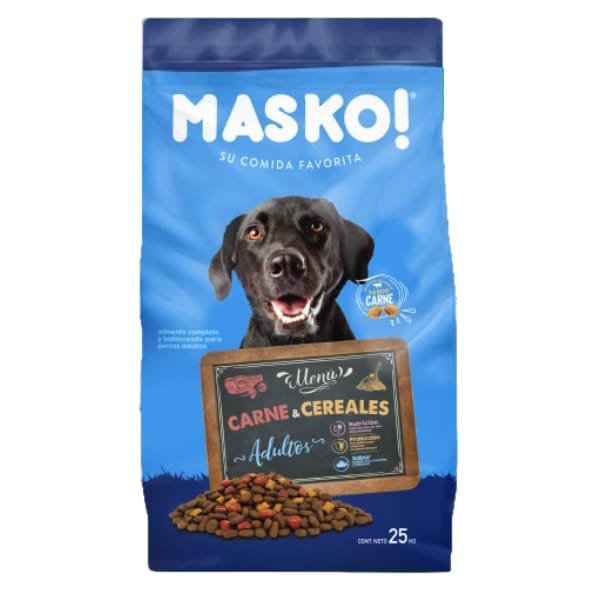 MASKO!®
SU COMIDA FAVORITA
SABOR
CARNE
Alimento completo
y balanceado para
perros adultos
Menú
CARNE & CEREALES
Adultos
Nutrición
Protección
Sabor
CONT. NETO 25 KG